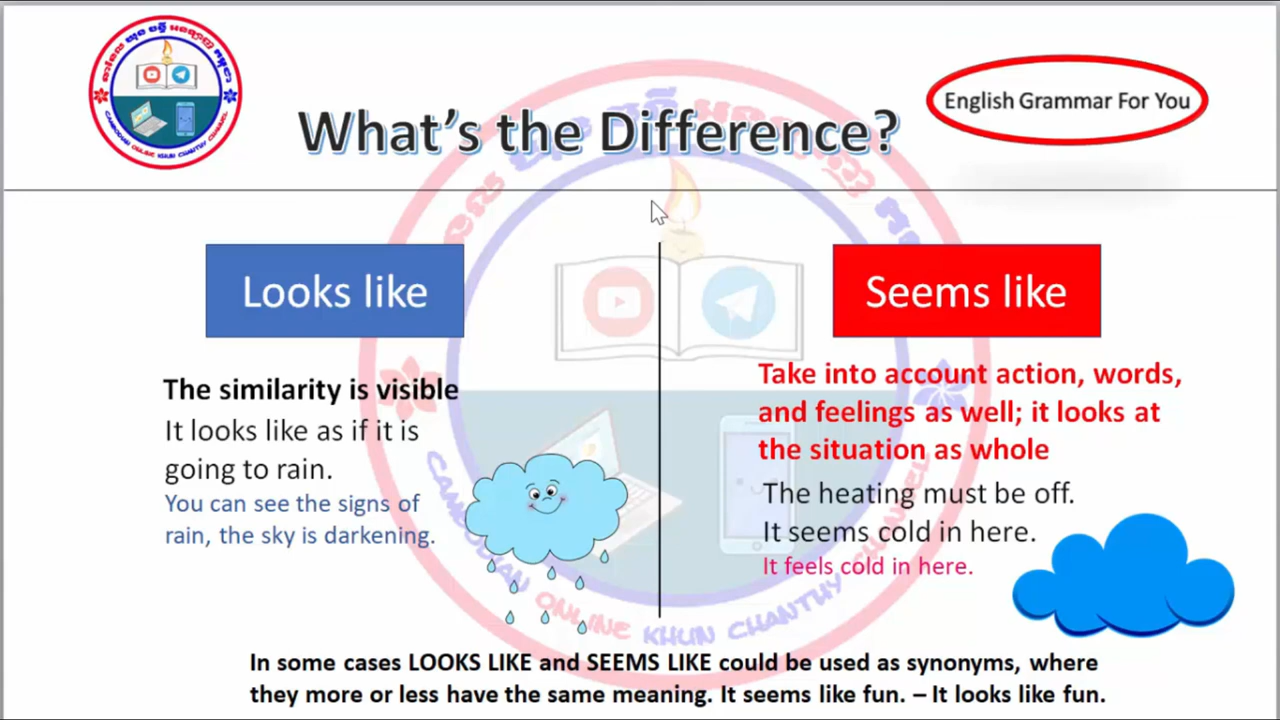 What's the Difference?
English Grammar For You
Looks like
The similarity is visible
It looks like as if it is
going to rain.
You can see the signs of
rain, the sky is darkening.
Seems like
Take into account action, words,
and feelings as well; it looks at
the situation as whole
The heating must be off.
It seems cold in here.
It feels cold in here.
CAMBODIAN ONLINE KHUN CHANTHY CHANNEL
In some cases LOOKS LIKE and SEEMS LIKE could be used as synonyms, where
they more or less have the same meaning. It seems like fun. – It looks like fun.